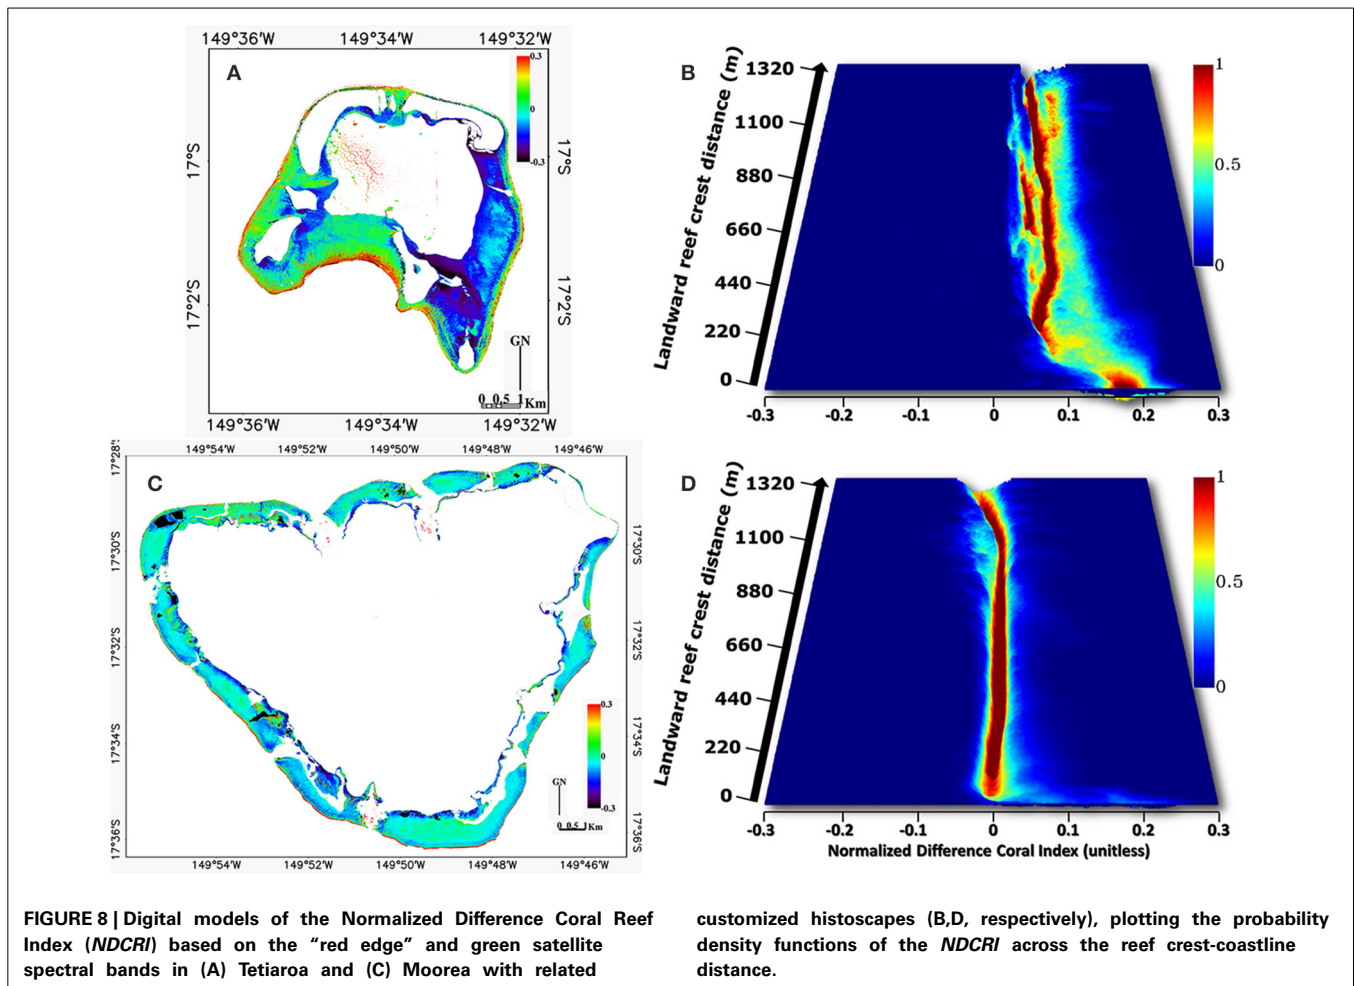 149°36'W 149°34'W 149°32'W
A
0.3
0
-0.3
17°S 17°S
17°2'S 17°2'S
GN
0 0.5 1 Km
149°36'W 149°34'W 149°32'W
B
Landward reef crest distance (m)
1320
1100
880
660
440
220
0
1
0.5
0
-0.3 -0.2 -0.1 0 0.1 0.2 0.3
149°54'W 149°52'W 149°50'W 149°48'W 149°46'W
C
17°28'S
17°30'S 17°30'S
17°32'S 17°32'S
17°34'S 17°34'S
17°36'S 17°36'S
0.3
0
-0.3
GN
0 0.5 1 Km
149°54'W 149°52'W 149°50'W 149°48'W 149°46'W
D
Landward reef crest distance (m)
1320
1100
880
660
440
220
0
1
0.5
0
-0.3 -0.2 -0.1 0 0.1 0.2 0.3
Normalized Difference Coral Index (unitless)
FIGURE 8 | Digital models of the Normalized Difference Coral Reef
Index (NDCRI) based on the “red edge” and green satellite
spectral bands in (A) Tetiaroa and (C) Moorea with related
customized histoscapes (B,D, respectively), plotting the probability
density functions of the NDCRI across the reef crest-coastline
distance.